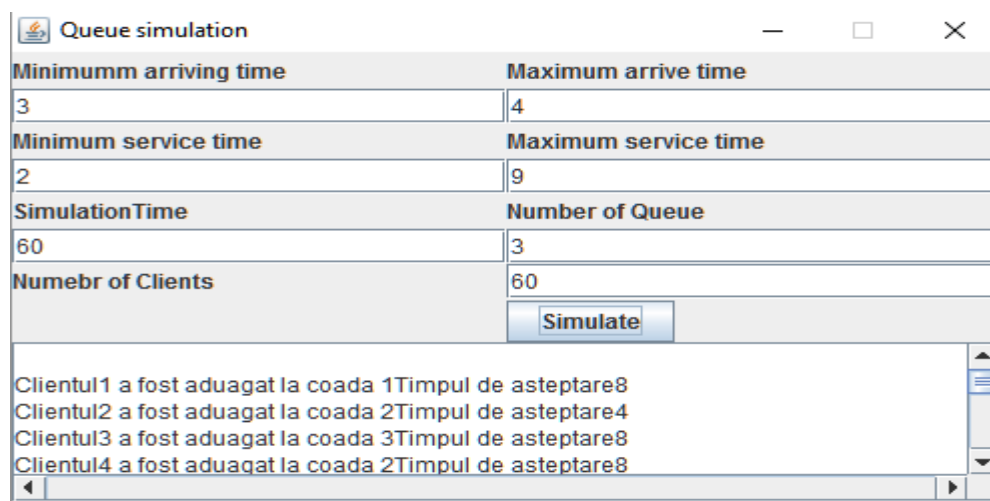 Queue simulation
Minimumm arriving time Maximum arrive time
3 4
Minimum service time Maximum service time
2 9
SimulationTime Number of Queue
60 3
Numebr of Clients 60
Simulate
Clientul1 a fost aduagat la coada 1Timpul de asteptare8
Clientul2 a fost aduagat la coada 2Timpul de asteptare4
Clientul3 a fost aduagat la coada 3Timpul de asteptare8
Clientul4 a fost aduagat la coada 2Timpul de asteptare8